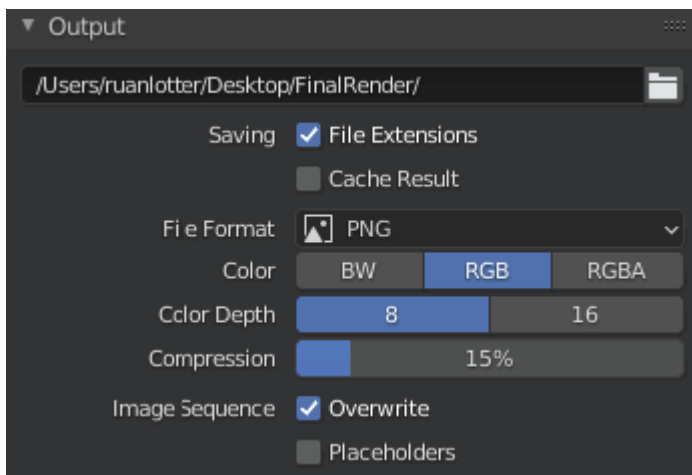 Output
/Users/ruanlotter/Desktop/FinalRender/
Saving File Extensions
Cache Result
Fi e Format PNG
Color BW RGB RGBA
Cclor Depth 8 16
Compression 15%
Image Sequence Overwrite
Placeholders